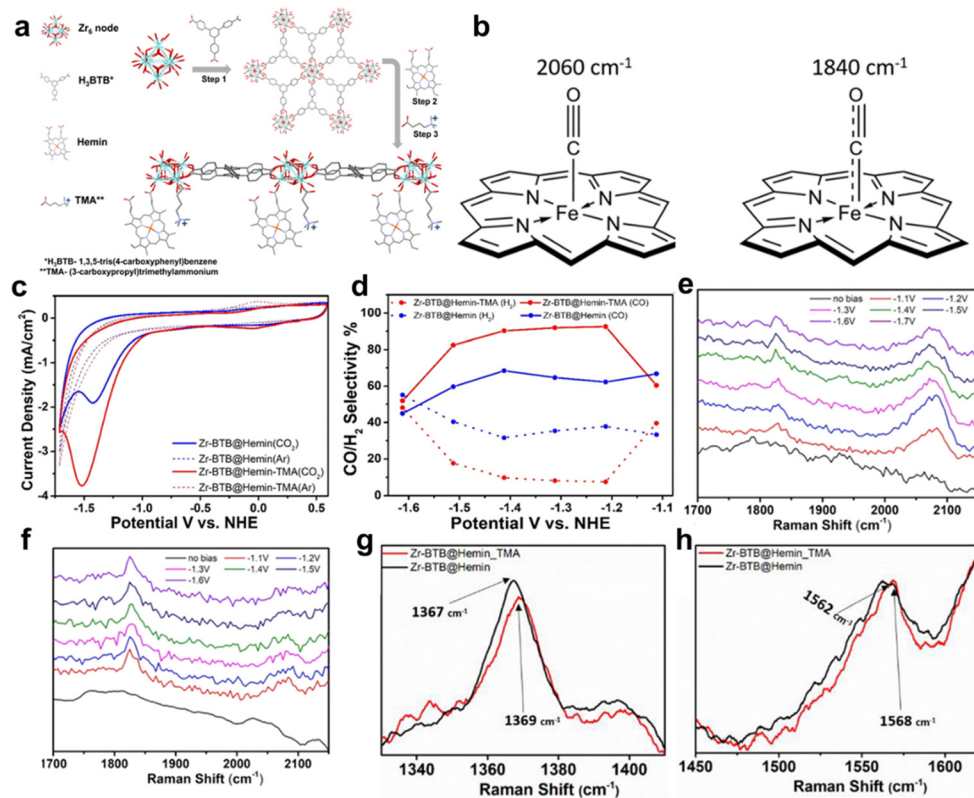 a
Zr6 node
H3BTB*
Hemin
TMA**
Step 1
Step 2
Step 3
*H3BTB- 1,3,5-tris(4-carboxyphenyl)benzene
**TMA- (3-carboxypropyl)trimethylammonium
b
2060 cm-1
1840 cm-1
O
C
N
N
Fe
N
N
O
C
N
N
Fe
N
N
c
Current Density (mA/cm2)
0
-1
-2
-3
-4
Zr-BTB@Hemin(CO2)
Zr-BTB@Hemin(Ar)
Zr-BTB@Hemin-TMA(CO2)
Zr-BTB@Hemin-TMA(Ar)
-1.5 -1.0 -0.5 0.0 0.5
Potential V vs. NHE
d
CO/H2 Selectivity %
100
80
60
40
20
0
Zr-BTB@Hemin-TMA (H2)
Zr-BTB@Hemin (H2)
Zr-BTB@Hemin-TMA (CO)
Zr-BTB@Hemin (CO)
-1.6 -1.5 -1.4 -1.3 -1.2 -1.1
Potential V vs. NHE
e
no bias -1.1V -1.2V
-1.3V -1.4V -1.5V
-1.6V -1.7V
1700 1800 1900 2000 2100
Raman Shift (cm-1)
f
no bias -1.1V -1.2V
-1.3V -1.4V -1.5V
-1.6V
1700 1800 1900 2000 2100
Raman Shift (cm-1)
g
Zr-BTB@Hemin_TMA
Zr-BTB@Hemin
1367 cm-1
1369 cm-1
1340 1360 1380 1400
Raman Shift (cm-1)
h
Zr-BTB@Hemin_TMA
Zr-BTB@Hemin
1562 cm-1
1568 cm-1
1450 1500 1550 1600
Raman Shift (cm-1)